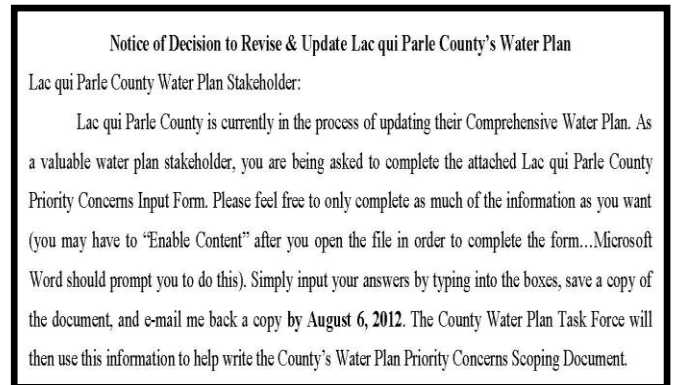 Notice of Decision to Revise & Update Lac qui Parle County's Water Plan
Lac qui Parle County Water Plan Stakeholder:
Lac qui Parle County is currently in the process of updating their Comprehensive Water Plan. As
a valuable water plan stakeholder, you are being asked to complete the attached Lac qui Parle County
Priority Concerns Input Form. Please feel free to only complete as much of the information as you want
(you may have to “Enable Content” after you open the file in order to complete the form…Microsoft
Word should prompt you to do this). Simply input your answers by typing into the boxes, save a copy of
the document, and e-mail me back a copy by August 6, 2012. The County Water Plan Task Force will
then use this information to help write the County's Water Plan Priority Concerns Scoping Document.